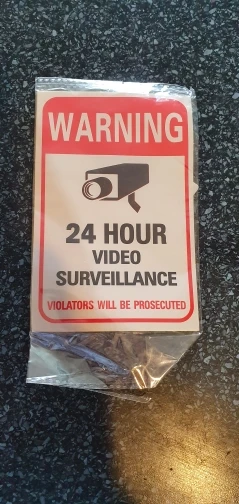 WARNING
24 HOUR
VIDEO
SURVEILLANCE
VIOLATORS WILL BE PROSECUTED